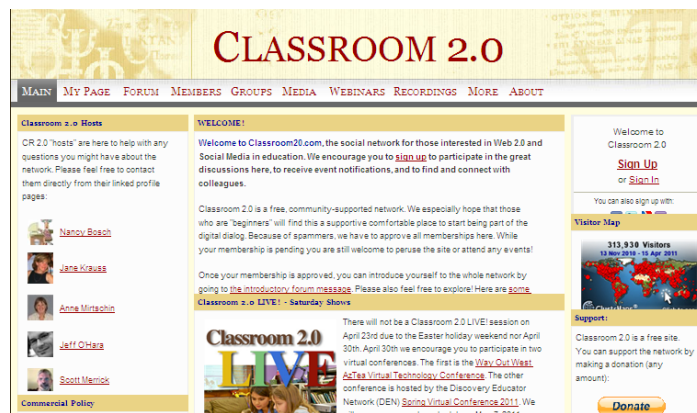 CLASSROOM 2.0
MAIN MY PAGE FORUM MEMBERS GROUPS MEDIA WEBINARS RECORDINGS MORE ABOUT
Classroom 2.0 Hosts
CR 2.0 "hosts" are here to help with any
questions you might have about the
network. Please feel free to contact
them directly from their linked profile
pages:
Nancy Bosch
Jane Krauss
Anne Mirtschin
Jeff O'Hara
Scott Merrick
Commercial Policy
WELCOME!
Welcome to Classroom20.com, the social network for those interested in Web 2.0 and
Social Media in education. We encourage you to sign up to participate in the great
discussions here, to receive event notifications, and to find and connect with
colleagues.
Classroom 2.0 is a free, community-supported network. We especially hope that those
who are "beginners" will find this a supportive comfortable place to start being part of the
digital dialog. Because of spammers, we have to approve all memberships here. While
your membership is pending you are still welcome to peruse the site or attend any events!
Once your membership is approved, you can introduce yourself to the whole network by
going to the introductory forum message. Please also feel free to explore! Here are some
Classroom 2.0 LIVE! - Saturday Shows
Classroom 2.0
LIVE
There will not be a Classroom 2.0 LIVE! session on
April 23rd due to the Easter holiday weekend nor April
30th. April 30th we encourage you to participate in two
virtual conferences. The first is the Way Out West
AzTea Virtual Technology Conference. The other
conference is hosted by the Discovery Educator
Network (DEN) Spring Virtual Conference 2011. We
Welcome to
Classroom 2.0
Sign Up
or Sign In
You can also sign up with:
Visitor Map
313,930 Visitors
13 Nov 2010 - 15 Apr 2011
Support:
Classroom 2.0 is a free site.
You can support the network by
making a donation (any
amount):
Donate